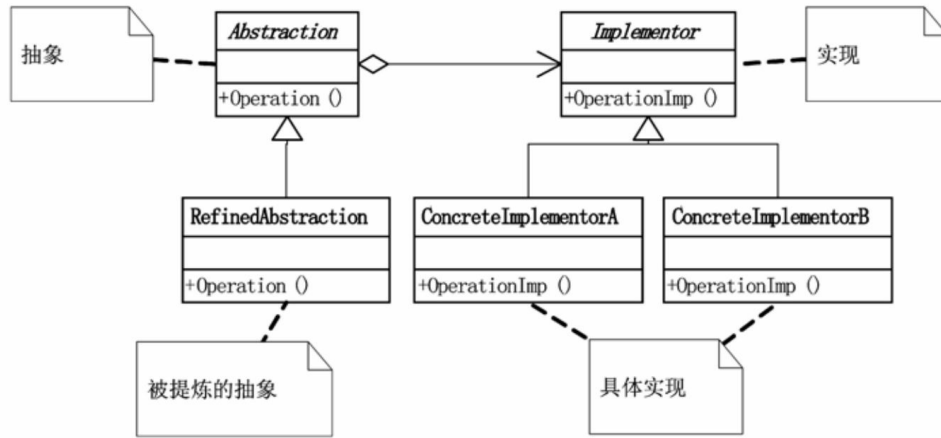 抽象
Abstraction
+Operation ()
Implementor
+OperationImp ()
实现
RefinedAbstraction
+Operation ()
ConcreteImplementorA
+OperationImp ()
ConcreteImplementorB
+OperationImp ()
被提炼的抽象
具体实现